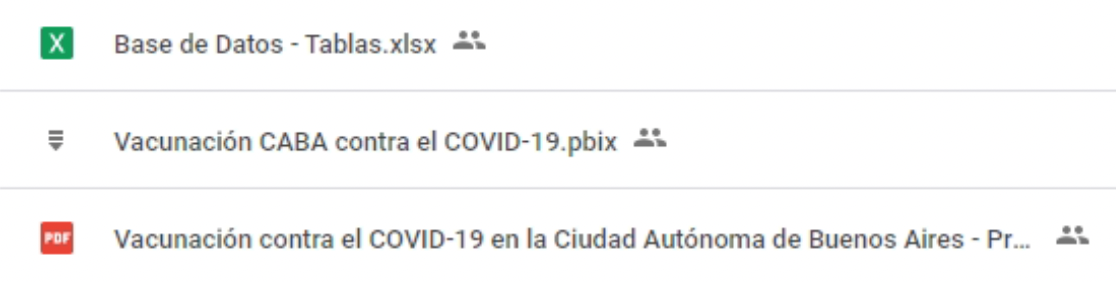 X Base de Datos - Tablas.xlsx
Vacunación CABA contra el COVID-19.pbix
PDF Vacunación contra el COVID-19 en la Ciudad Autónoma de Buenos Aires - Pr...